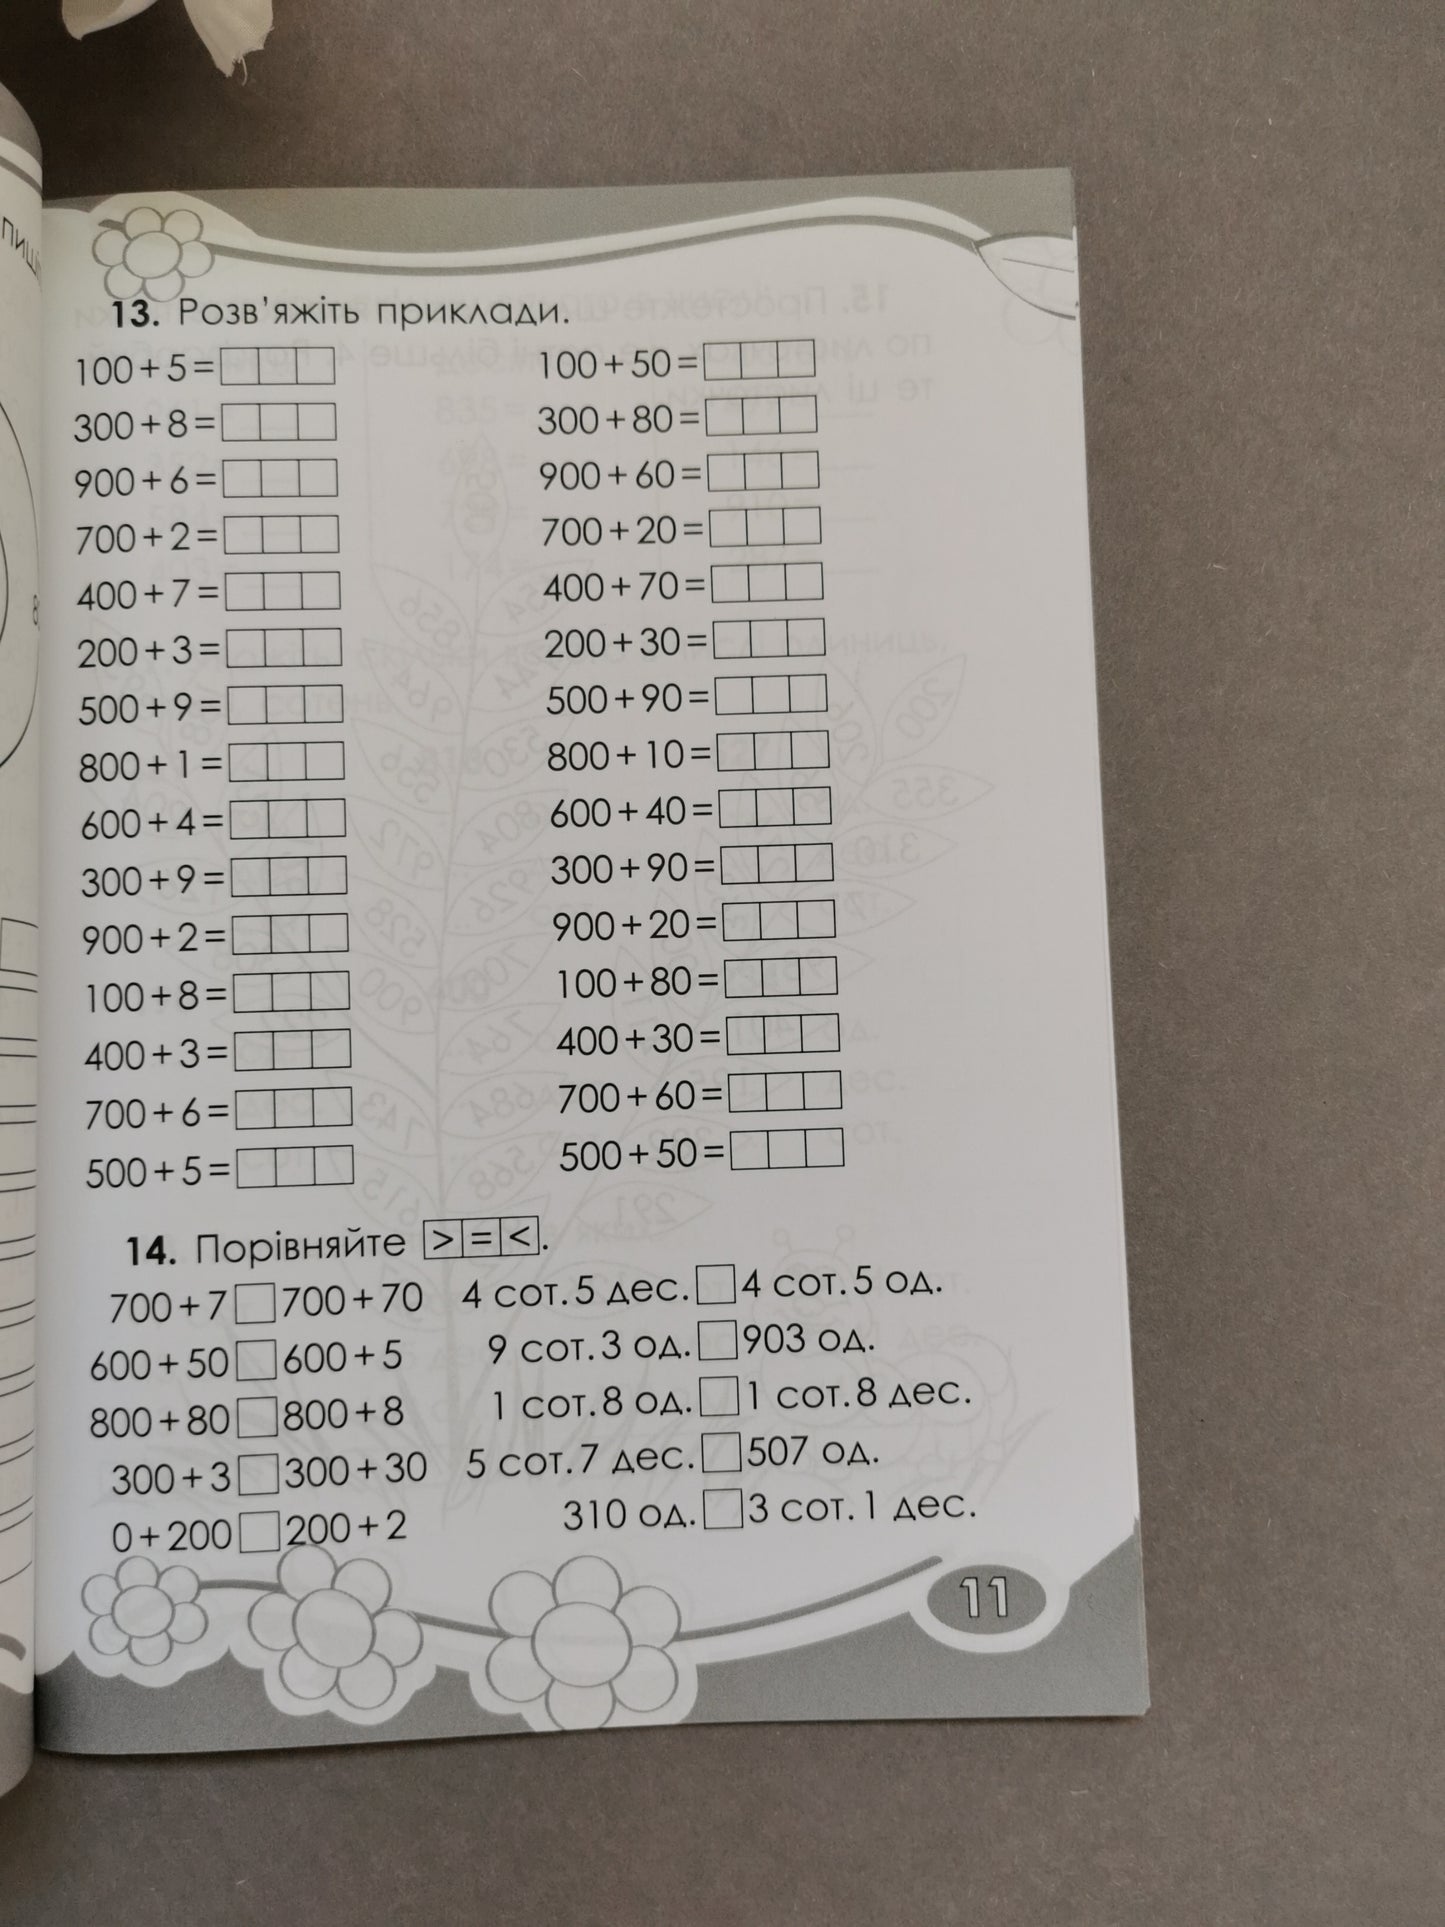 13. Розв'яжіть приклади.
100+5= 100+50=
300+8= 300+80=
900+6= 900+60=
700+2= 700+20=
400+7= 400+70=
200+3= 200+30=
500+9= 500+90=
800+1= 800+10=
600+4= 600+40=
300+9= 300+90=
900+2= 900+20=
100+8= 100+80=
400+3= 400+30=
700+6= 700+60=
500+5= 500+50=
14. Порівняйте > = < .
700+7 700+70 4 сот. 5 дес. 4 сот. 5 од.
600+50 600+5 9 сот. 3 од. 903 од.
800+80 800+8 1 сот. 8 од. 1 сот. 8 дес.
300+3 300+30 5 сот. 7 дес. 507 од.
0+200 200+2 310 од. 3 сот. 1 дес.
11